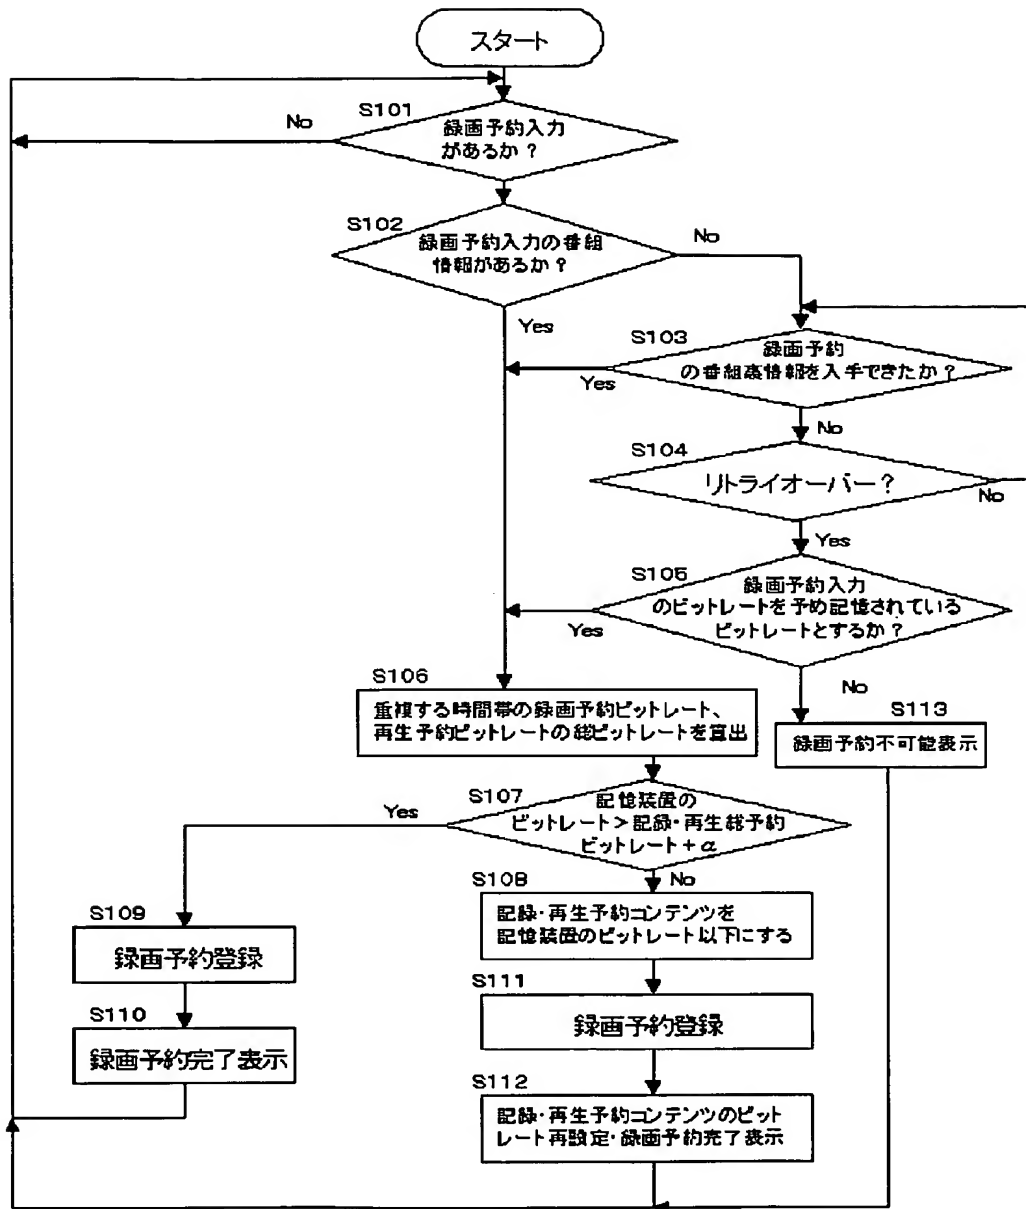 スタート
S101
No
録画予約入力
があるか?
S102
録画予約入力の番組
情報があるか?
No
Yes
S103
録画予約
の番組表情報を入手できたか?
Yes
No
S104
リトライオーバー?
No
Yes
S105
録画予約入力
のビットレートを予め記憶されている
ビットレートとするか?
Yes
No
S106
重複する時間帯の録画予約ビットレート、
再生予約ビットレートの総ビットレートを算出
S113
録画予約不可能表示
S107
記憶装置の
ビットレート>記録・再生総予約
ビットレート+α
Yes
No
S108
記録・再生予約コンテンツを
記憶装置のビットレート以下にする
S109
録画予約登録
S111
録画予約登録
S110
録画予約完了表示
S112
記録・再生予約コンテンツのビット
レート再設定・録画予約完了表示